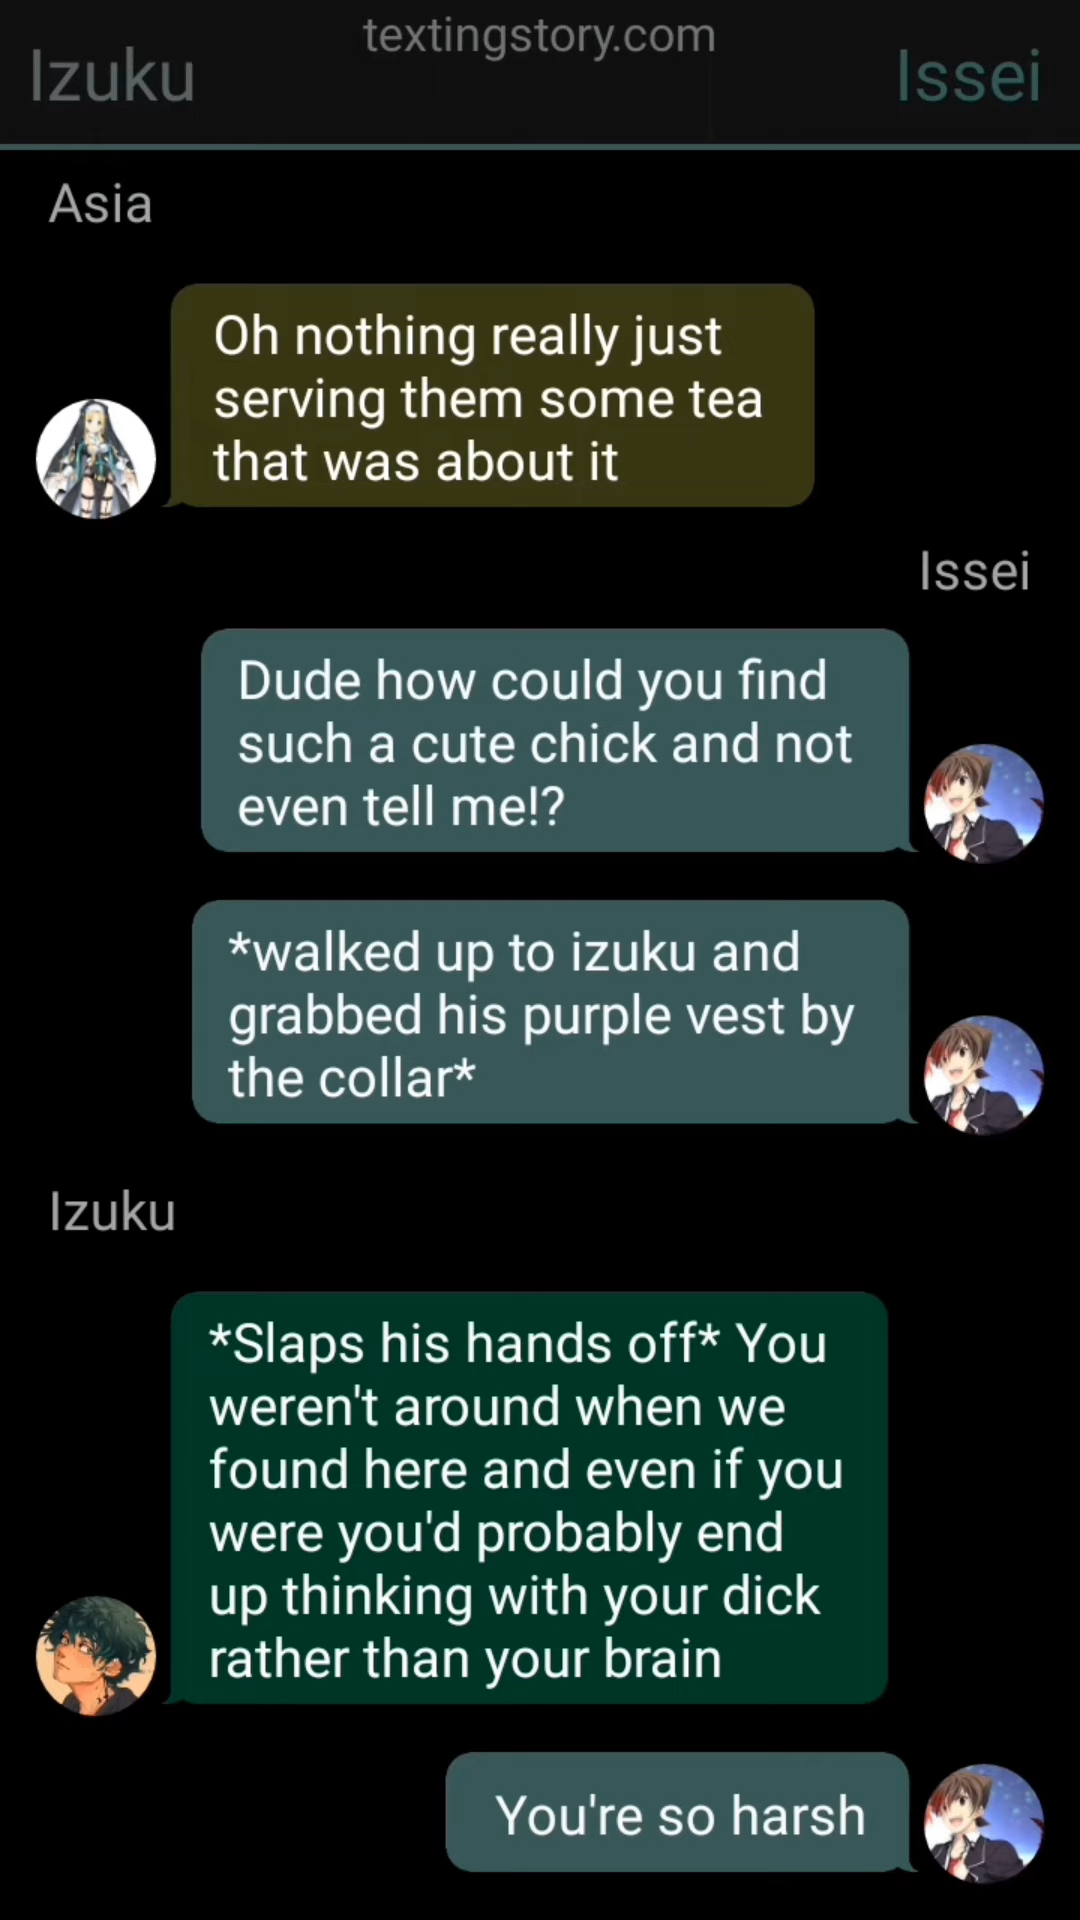 textingstory.com
Izuku
Issei
Asia
Oh nothing really just
serving them some tea
that was about it
Issei
Dude how could you find
such a cute chick and not
even tell me!?
*walked up to izuku and
grabbed his purple vest by
the collar*
Izuku
*Slaps his hands off* You
weren't around when we
found here and even if you
were you'd probably end
up thinking with your dick
rather than your brain
You're so harsh